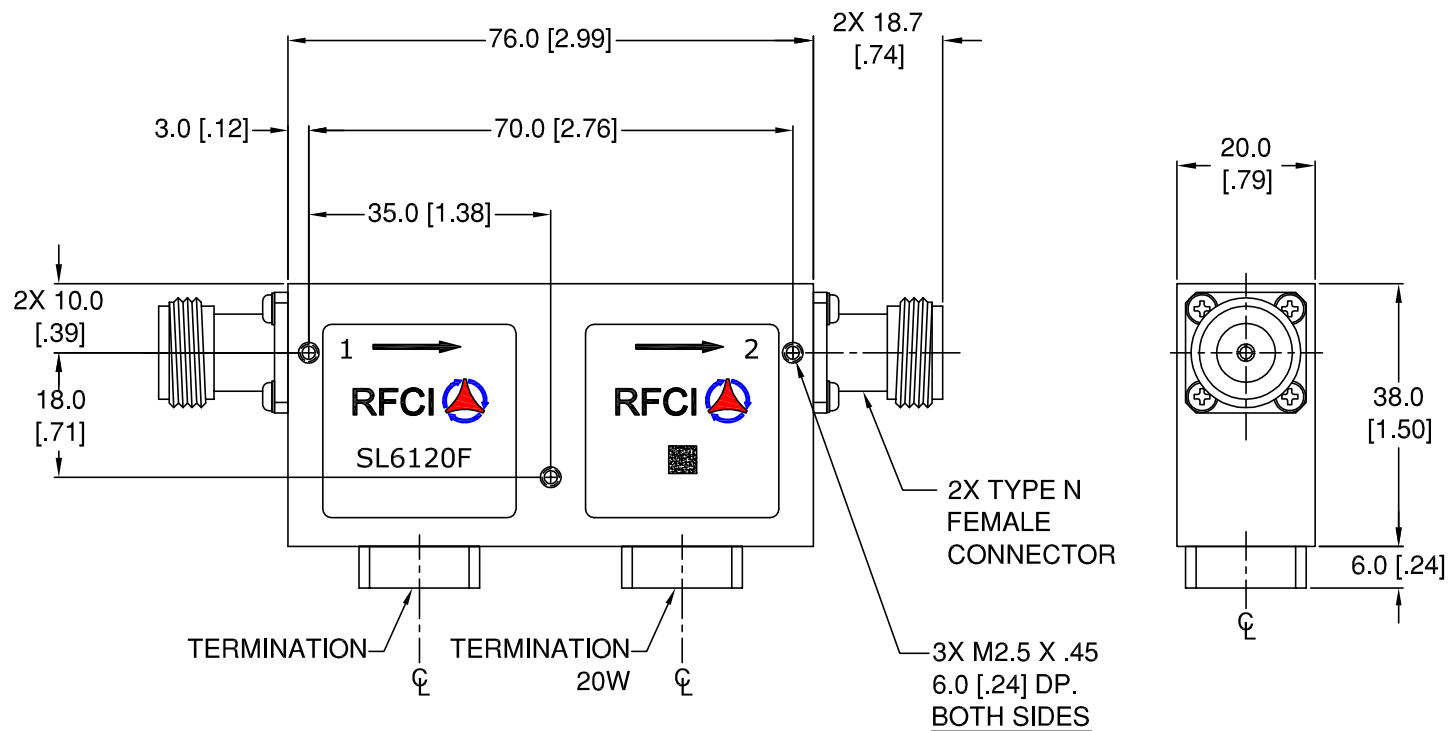 76.0 [2.99]
2X 18.7
[.74]
3.0 [.12]
70.0 [2.76]
20.0
[.79]
35.0 [1.38]
2X 10.0
[.39]
1
2
18.0
[.71]
RFCI
RFCI
SL6120F
38.0
[1.50]
2X TYPE N
FEMALE
CONNECTOR
6.0 [.24]
TERMINATION
TERMINATION
20W
℄
℄
℄
3X M2.5 X .45
6.0 [.24] DP.
BOTH SIDES